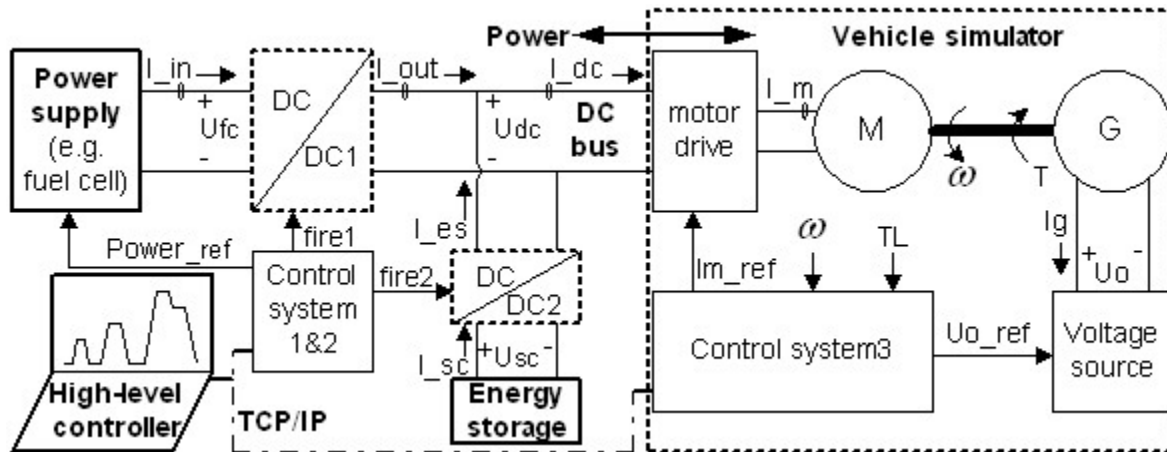 Power
Vehicle simulator
Power
supply
(e.g.
fuel cell)
I_in
+
Ufc
-
DC
DC1
I_out
+
Udc
-
I_dc
DC
bus
motor
drive
I_m
M
ω
T
G
I_es
Power_ref
fire1
Control
system
1&2
fire2
DC
DC2
I_sc
+
Usc
-
Energy
storage
High-level
controller
TCP/IP
Im_ref
ω
TL
Control system3
Uo_ref
Ig
+
Uo
-
Voltage
source